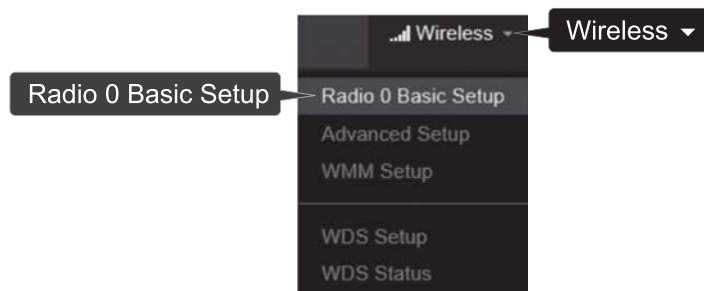 Wireless
Wireless
Radio 0 Basic Setup
Radio 0 Basic Setup
Advanced Setup
WMM Setup
WDS Setup
WDS Status